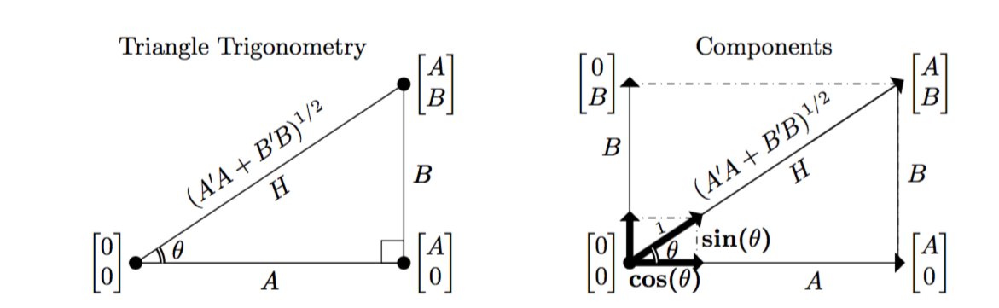 Triangle Trigonometry
[A
B]
(A′A + B′B)^{1/2}
H
B
[0
0]
θ
A
[A
0]
Components
[0
B]
[A
B]
B
(A′A + B′B)^{1/2}
H
B
1
[0
0]
θ
sin(θ)
cos(θ)
A
[A
0]